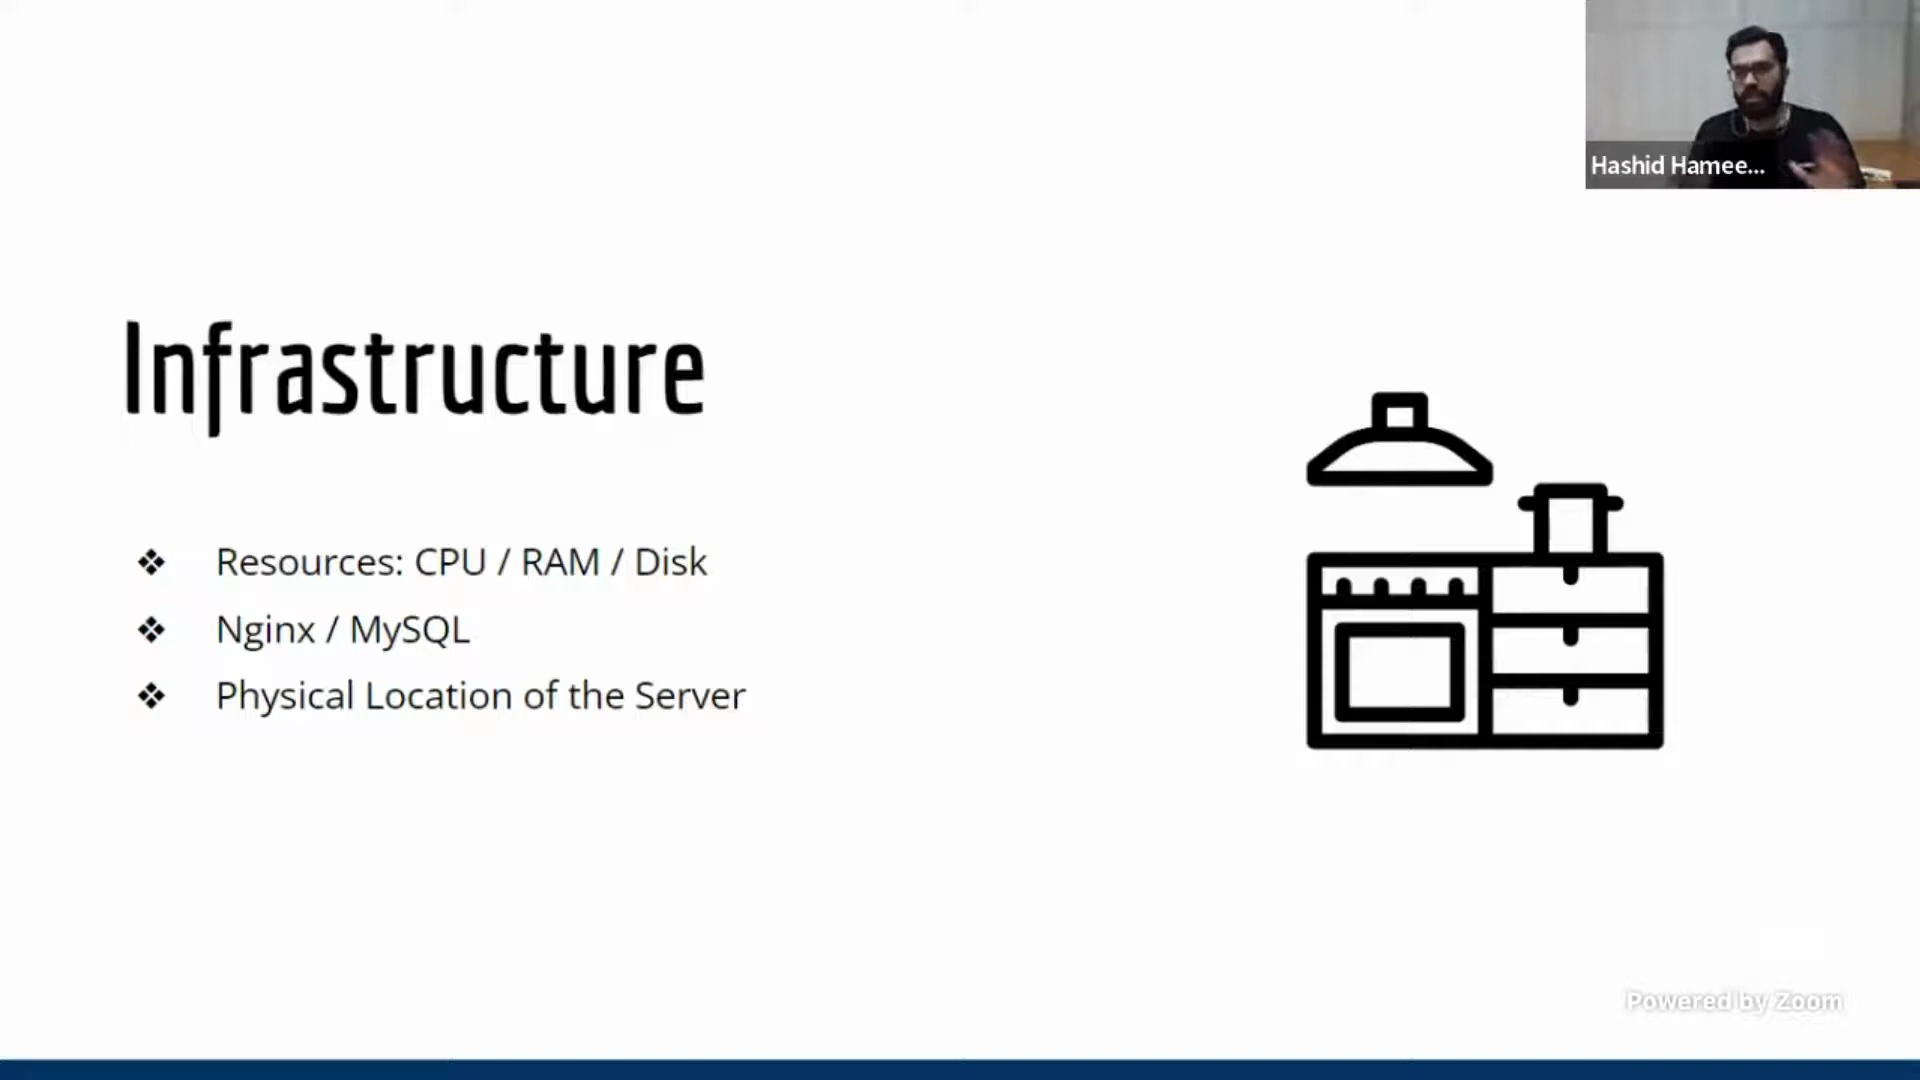 Hashid Hamee...
Infrastructure
❖ Resources: CPU / RAM / Disk
❖ Nginx / MySQL
❖ Physical Location of the Server
Powered by Zoom